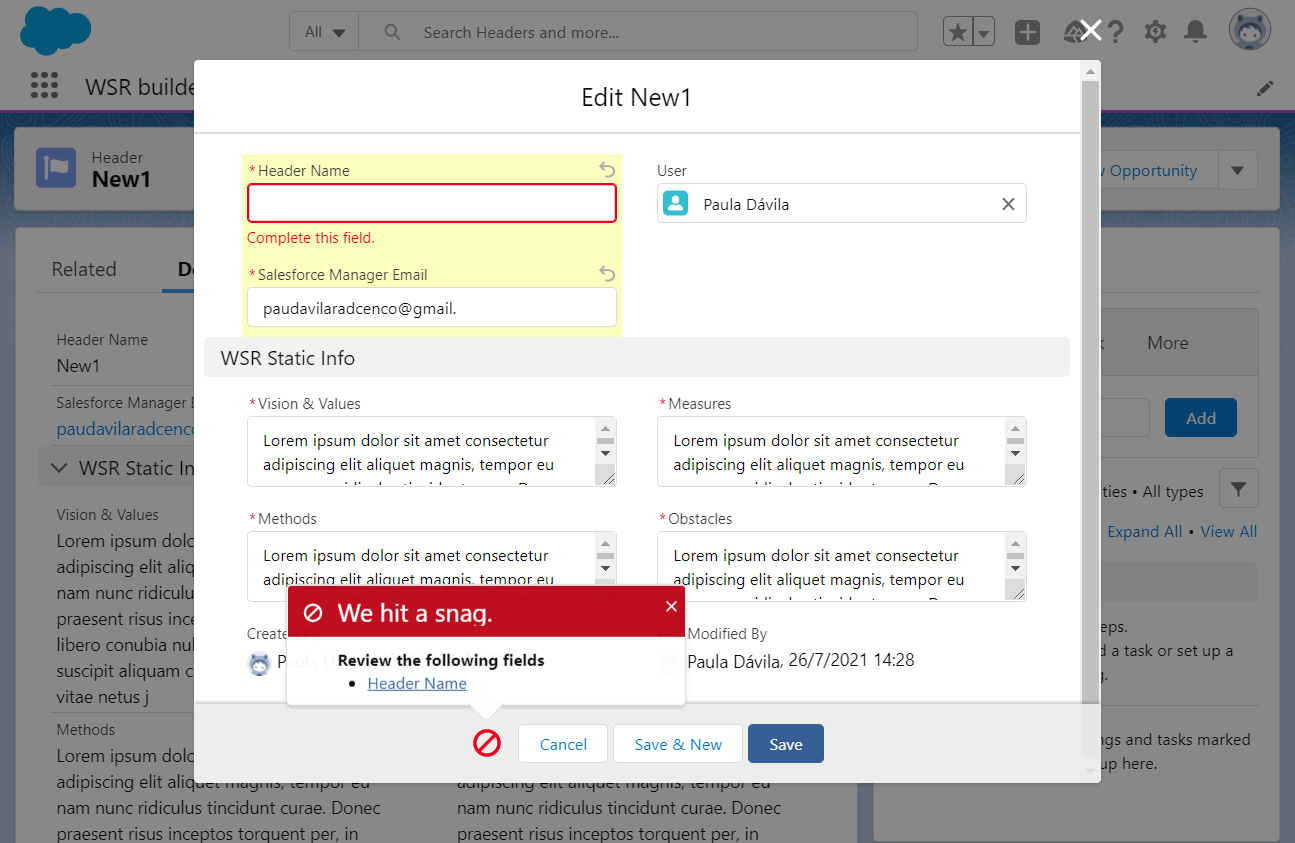 All
Search Headers and more...
WSR builde
Edit New1
Header
New1
Opportunity
*Header Name
User
Paula Dávila
Complete this field.
*Salesforce Manager Email
paudavilaradcenco@gmail.
Related
De
Header Name
New1
More
WSR Static Info
Salesforce Manager E
paudavilaradcenco
Add
*Vision & Values
*Measures
Lorem ipsum dolor sit amet consectetur
adipiscing elit aliquet magnis, tempor eu
Lorem ipsum dolor sit amet consectetur
adipiscing elit aliquet magnis, tempor eu
WSR Static In
ties • All types
Expand All • View All
Vision & Values
Lorem ipsum dolo
adipiscing elit aliq
nam nunc ridiculu
praesent risus ince
libero conubia nul
suscipit aliquam c
vitae netus j
*Methods
*Obstacles
Lorem ipsum dolor sit amet consectetur
adipiscing elit aliquet magnis, tempor eu
Lorem ipsum dolor sit amet consectetur
adipiscing elit aliquet magnis, tempor eu
We hit a snag.
Review the following fields
Header Name
Created By
Modified By
Paula Dávila, 26/7/2021 14:28
eps.
d a task or set up a
g.
Cancel
Save & New
Save
ngs and tasks marked
up here.
Methods
Lorem ipsum dolo
adipiscing elit aliquet magnis, tempor eu
nam nunc ridiculus tincidunt curae. Donec
praesent risus inceptos torquent per, in
adipiscing elit aliquet magnis, tempor eu
nam nunc ridiculus tincidunt curae. Donec
praesent risus inceptos torquent per, in